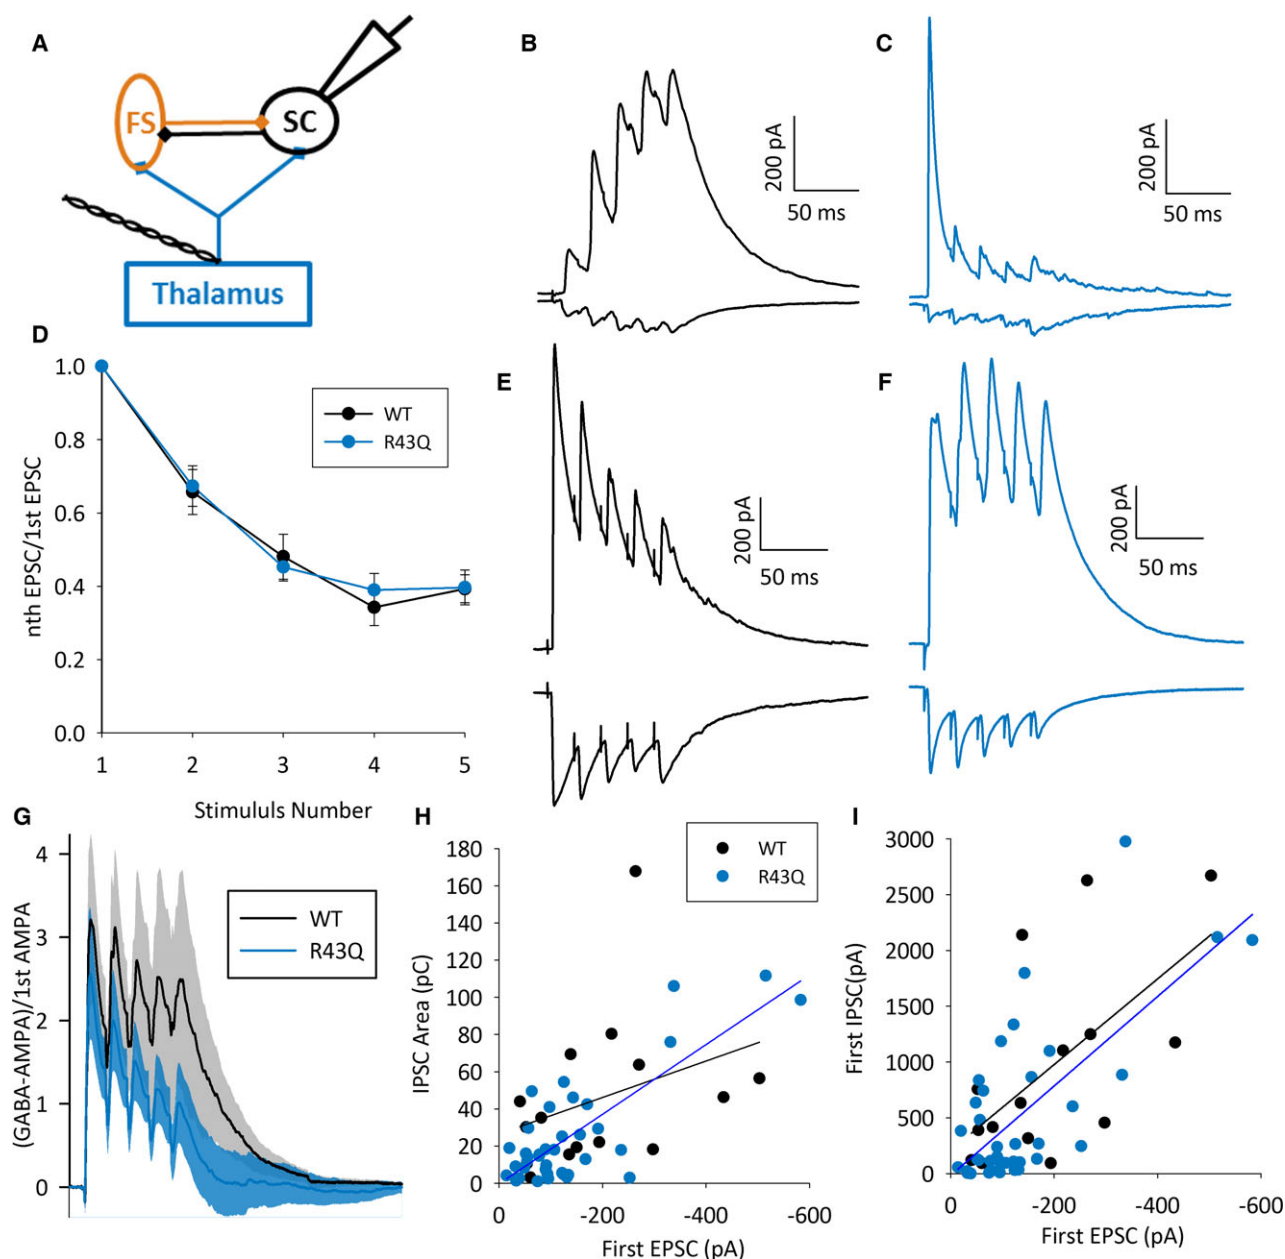 A
FS
SC
Thalamus
B
200 pA
50 ms
C
200 pA
50 ms
D
nth EPSC/1st EPSC
1.0
0.8
0.6
0.4
0.2
0.0
WT
R43Q
1 2 3 4 5
Stimululs Number
E
200 pA
50 ms
F
200 pA
50 ms
G
(GABA-AMPA)/1st AMPA
4
3
2
1
0
WT
R43Q
H
IPSC Area (pC)
180
160
140
120
100
80
60
40
20
0
WT
R43Q
0 -200 -400 -600
First EPSC (pA)
I
First IPSC(pA)
3000
2500
2000
1500
1000
500
0
0 -200 -400 -600
First EPSC (pA)